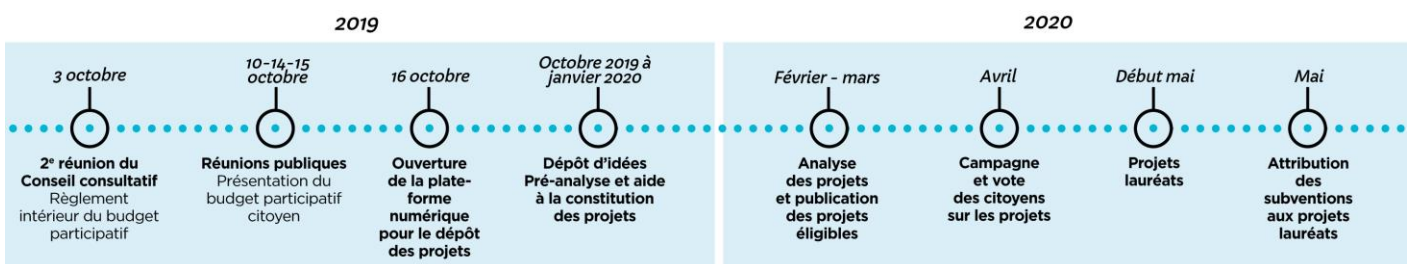 2019
2020
3 octobre
2e réunion du
Conseil consultatif
Règlement
intérieur du budget
participatif
10-14-15
octobre
Réunions publiques
Présentation du
budget participatif
citoyen
16 octobre
Ouverture
de la plate-
forme
numérique
pour le dépôt
des projets
Octobre 2019 à
janvier 2020
Dépôt d'idées
Pré-analyse et aide
à la constitution
des projets
Février - mars
Analyse
des projets
et publication
des projets
éligibles
Avril
Campagne
et vote
des citoyens
sur les projets
Début mai
Projets
lauréats
Mai
Attribution
des
subventions
aux projets
lauréats